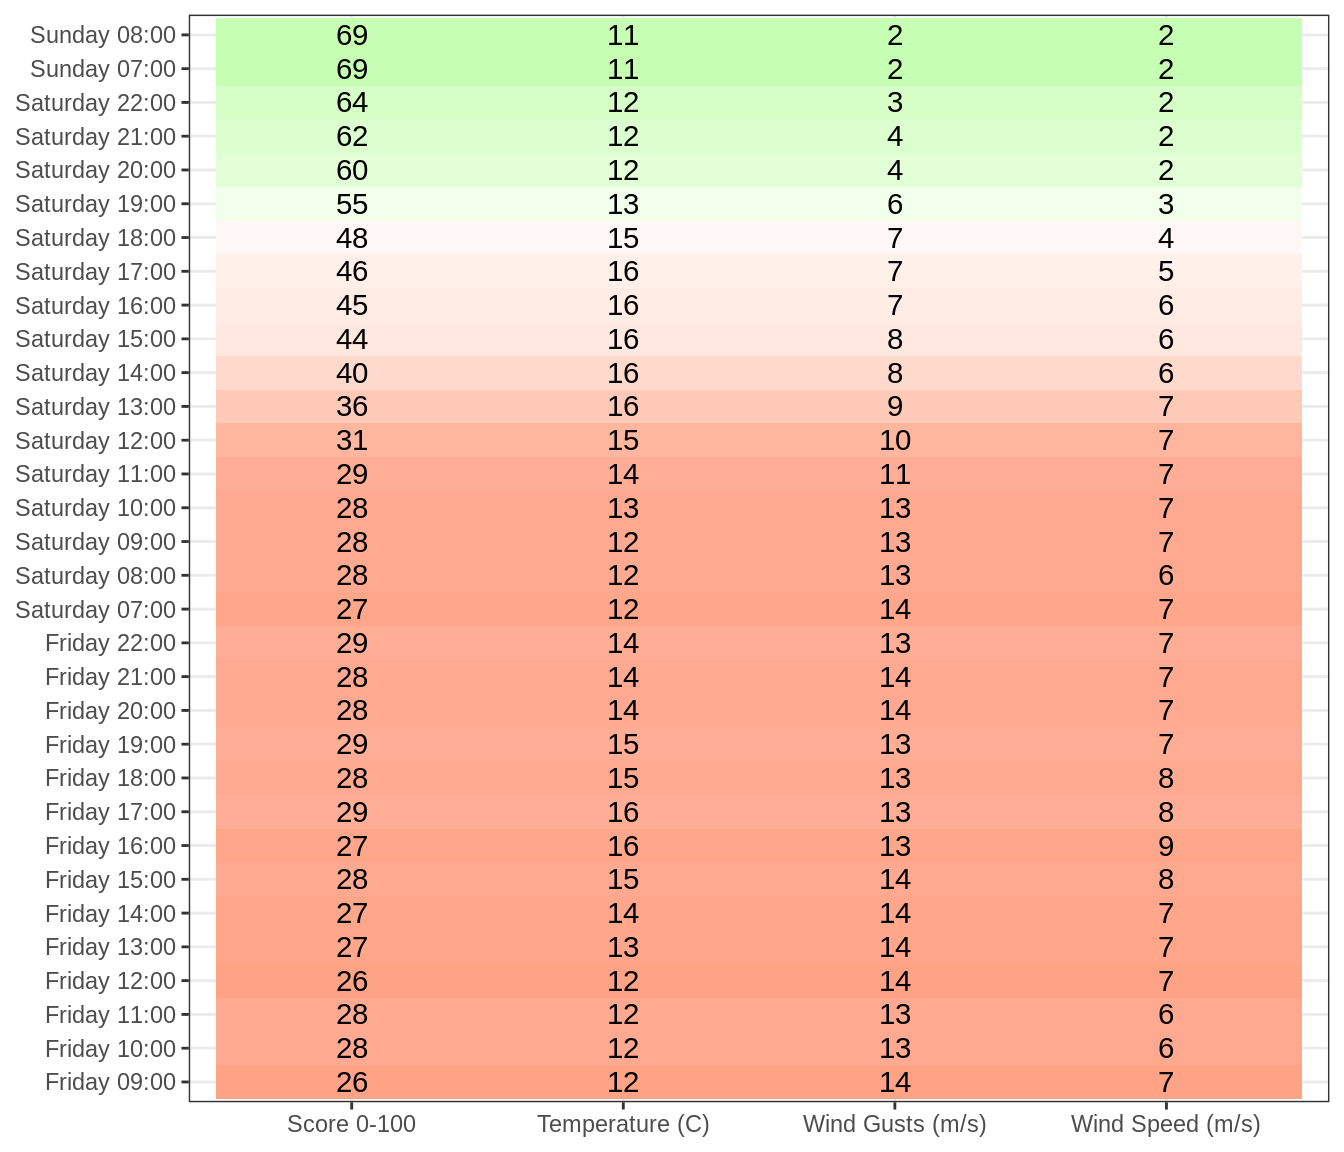 Sunday 08:00 69 11 2 2
Sunday 07:00 69 11 2 2
Saturday 22:00 64 12 3 2
Saturday 21:00 62 12 4 2
Saturday 20:00 60 12 4 2
Saturday 19:00 55 13 6 3
Saturday 18:00 48 15 7 4
Saturday 17:00 46 16 7 5
Saturday 16:00 45 16 7 6
Saturday 15:00 44 16 8 6
Saturday 14:00 40 16 8 6
Saturday 13:00 36 16 9 7
Saturday 12:00 31 15 10 7
Saturday 11:00 29 14 11 7
Saturday 10:00 28 13 13 7
Saturday 09:00 28 12 13 7
Saturday 08:00 28 12 13 6
Saturday 07:00 27 12 14 7
Friday 22:00 29 14 13 7
Friday 21:00 28 14 14 7
Friday 20:00 28 14 14 7
Friday 19:00 29 15 13 7
Friday 18:00 28 15 13 8
Friday 17:00 29 16 13 8
Friday 16:00 27 16 13 9
Friday 15:00 28 15 14 8
Friday 14:00 27 14 14 7
Friday 13:00 27 13 14 7
Friday 12:00 26 12 14 7
Friday 11:00 28 12 13 6
Friday 10:00 28 12 13 6
Friday 09:00 26 12 14 7
Score 0-100 Temperature (C) Wind Gusts (m/s) Wind Speed (m/s)